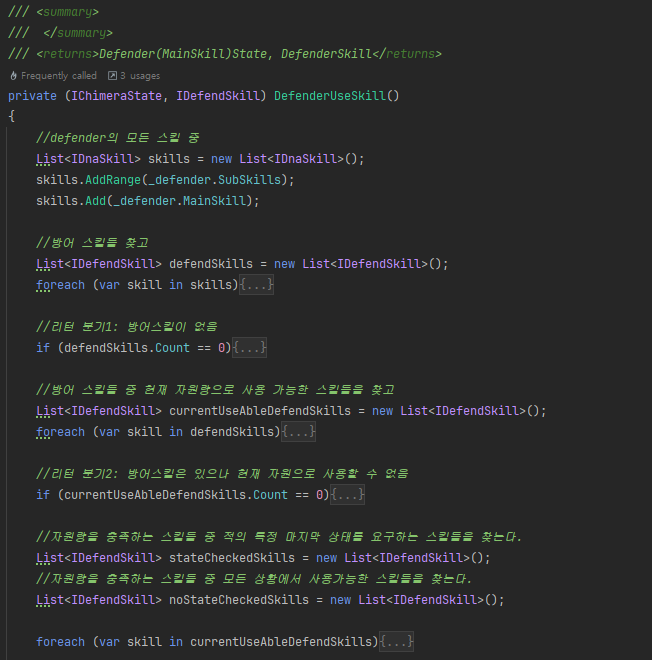 /// <summary>
///  </summary>
/// <returns>Defender(MainSkill)State, DefenderSkill</returns>
Frequently called   3 usages
private (IChimeraState, IDefendSkill) DefenderUseSkill()
{
    //defender의 모든 스킬 중
    List<IDnaSkill> skills = new List<IDnaSkill>();
    skills.AddRange(_defender.SubSkills);
    skills.Add(_defender.MainSkill);

    //방어 스킬들 찾고
    List<IDefendSkill> defendSkills = new List<IDefendSkill>();
    foreach (var skill in skills){...}

    //리턴 분기1: 방어스킬이 없음
    if (defendSkills.Count == 0){...}

    //방어 스킬들 중 현재 자원량으로 사용 가능한 스킬들을 찾고
    List<IDefendSkill> currentUseAbleDefendSkills = new List<IDefendSkill>();
    foreach (var skill in defendSkills){...}

    //리턴 분기2: 방어스킬은 있으나 현재 자원으로 사용할 수 없음
    if (currentUseAbleDefendSkills.Count == 0){...}

    //자원량을 충족하는 스킬들 중 적의 특정 마지막 상태를 요구하는 스킬들을 찾는다.
    List<IDefendSkill> stateCheckedSkills = new List<IDefendSkill>();
    //자원량을 충족하는 스킬들 중 모든 상황에서 사용가능한 스킬들을 찾는다.
    List<IDefendSkill> noStateCheckedSkills = new List<IDefendSkill>();

    foreach (var skill in currentUseAbleDefendSkills){...}